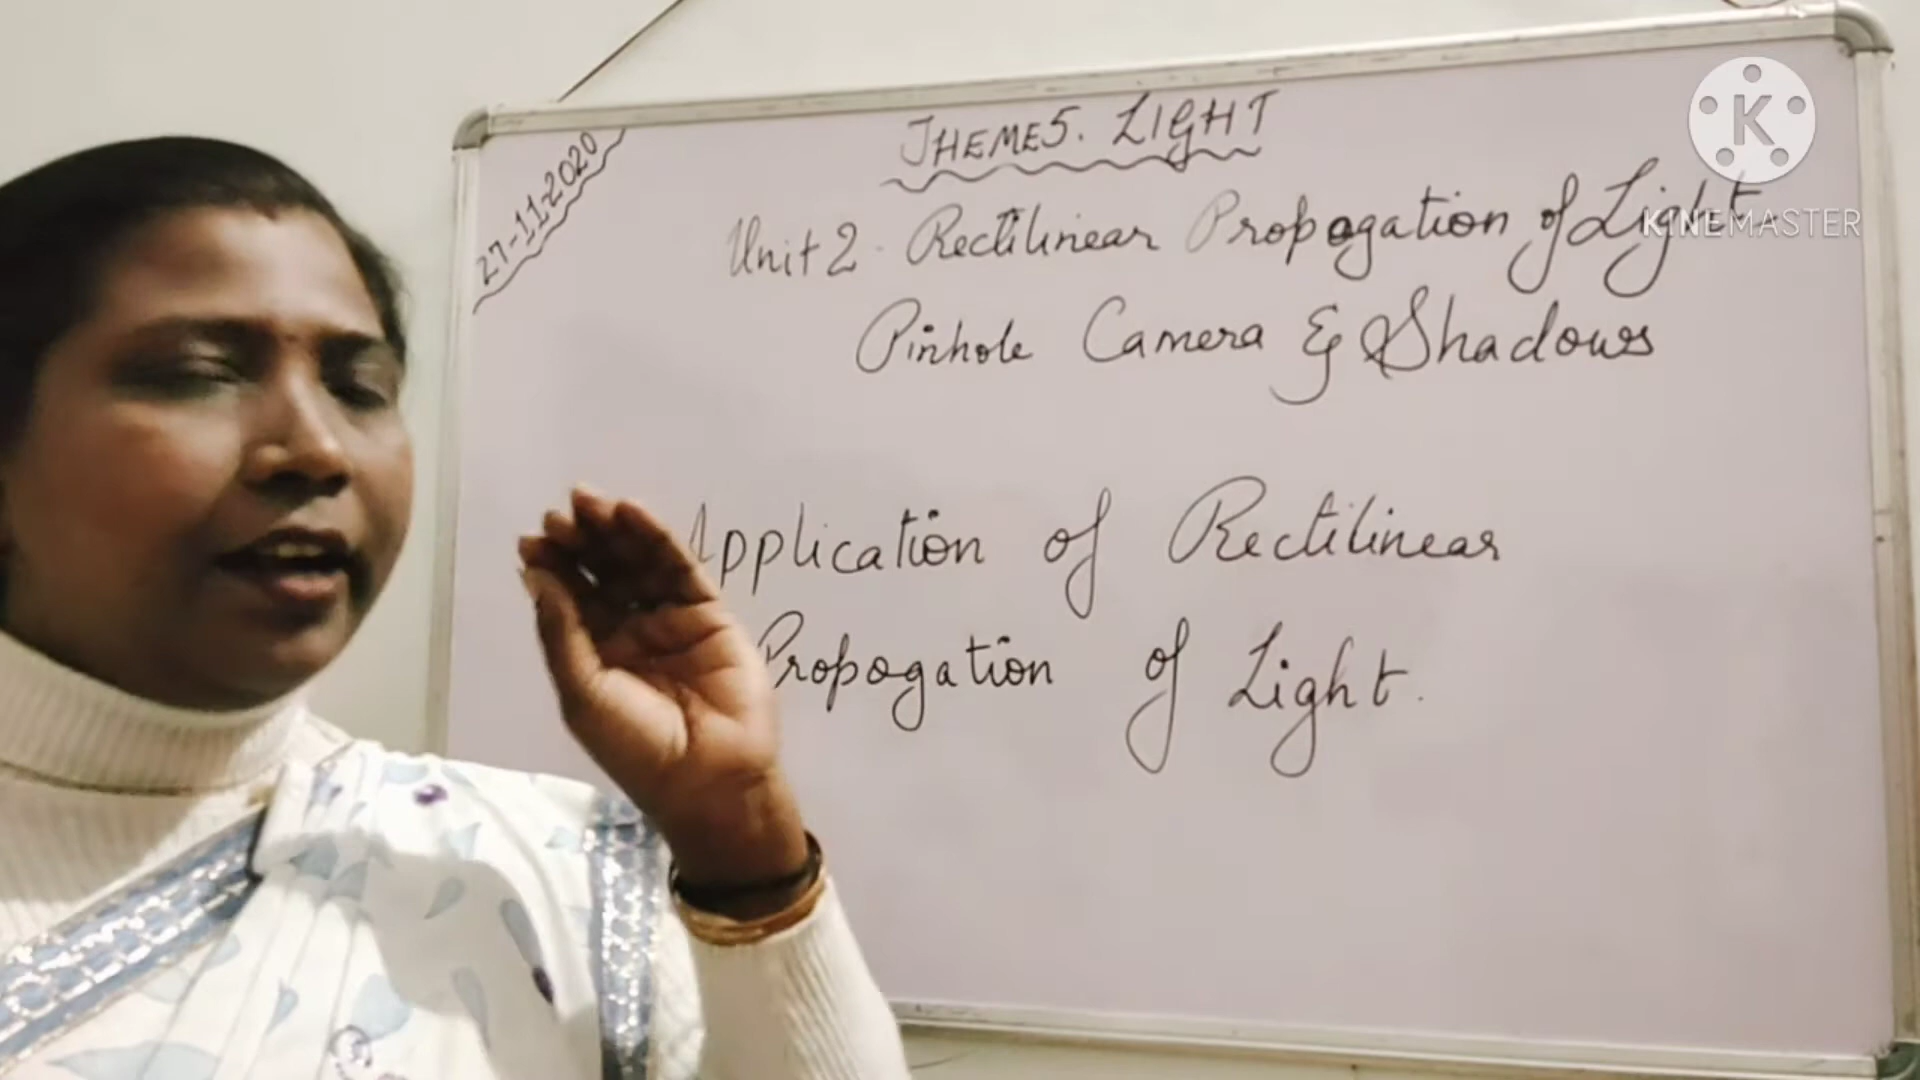 27-11-2020
THEME 5. LIGHT
Unit 2. Rectilinear Propogation of Light
Pinhole Camera & Shadows
Application of Rectilinear
Propogation of Light.
K
KINEMASTER